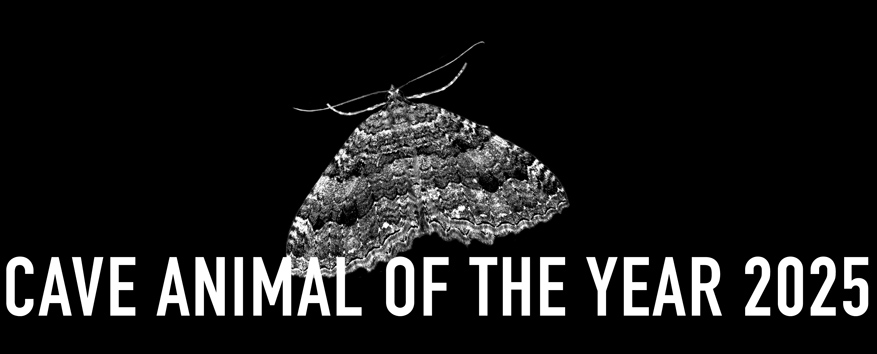 CAVE ANIMAL OF THE YEAR 2025